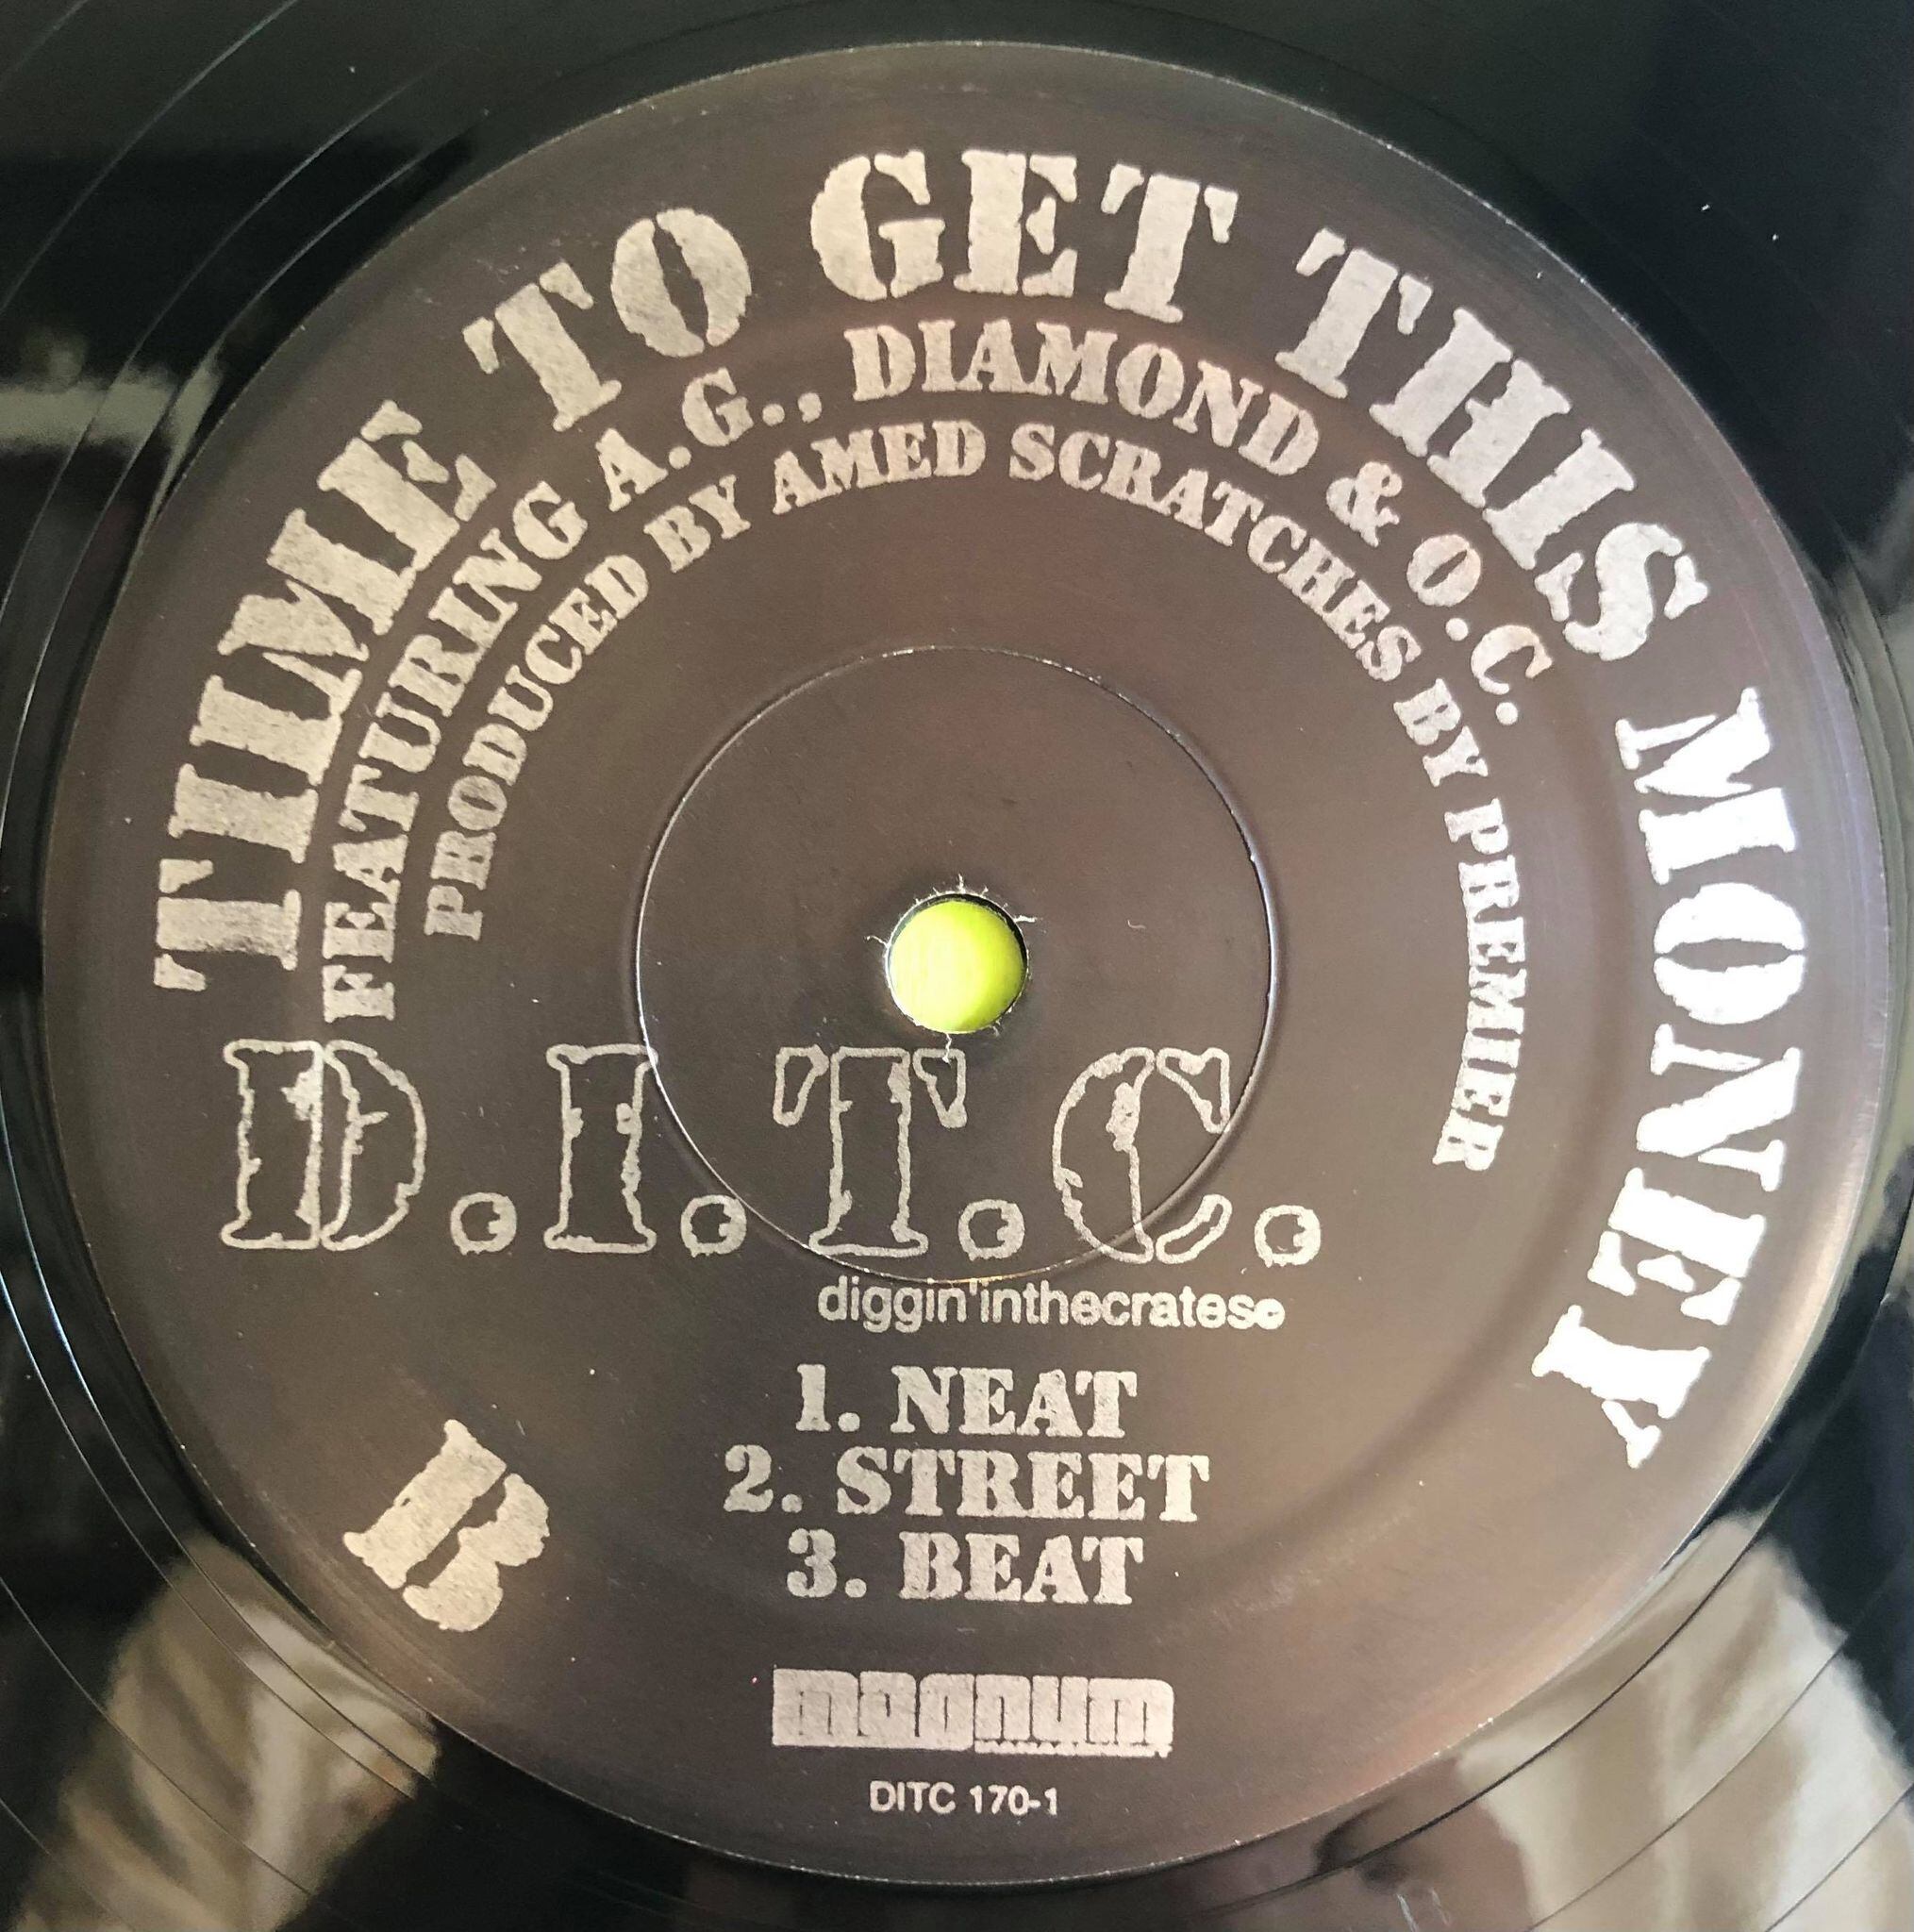 TIME TO GET THIS MONEY
FEATURING A.G., DIAMOND & O.C.
PRODUCED BY AMED SCRATCHES BY PREMIER
D.I.T.C.
diggin'inthecratese
1. NEAT
2. STREET
3. BEAT
B
magnum
DITC 170-1